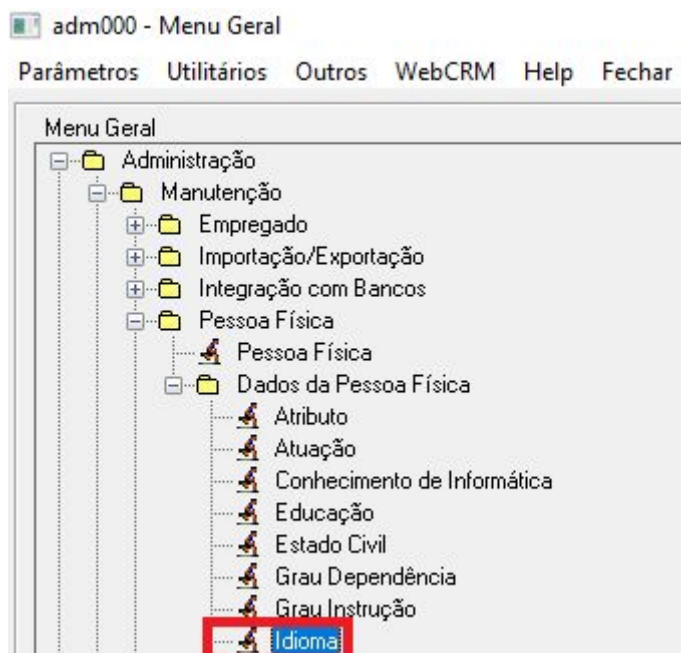 adm000 - Menu Geral
Parâmetros Utilitários Outros WebCRM Help Fechar
Menu Geral
Administração
Manutenção
Empregado
Importação/Exportação
Integração com Bancos
Pessoa Física
Pessoa Física
Dados da Pessoa Física
Atributo
Atuação
Conhecimento de Informática
Educação
Estado Civil
Grau Dependência
Grau Instrução
Idioma